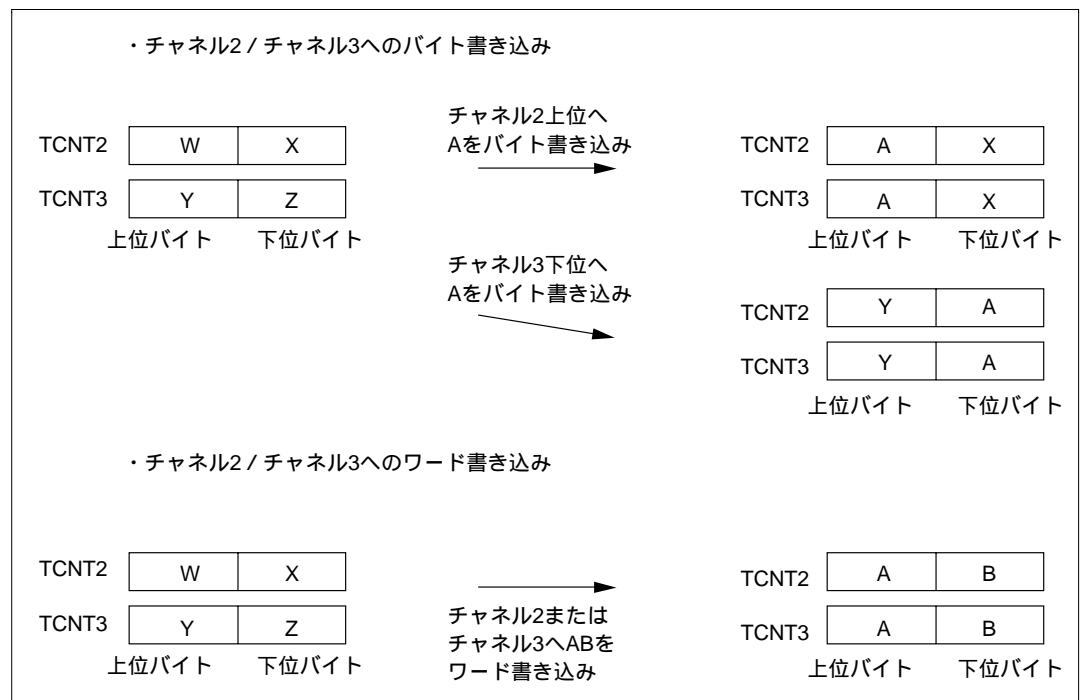 ・チャネル2 / チャネル3へのバイト書き込み
チャネル2上位へ
Aをバイト書き込み
TCNT2 W X
TCNT3 Y Z
上位バイト 下位バイト
TCNT2 A X
TCNT3 A X
上位バイト 下位バイト
チャネル3下位へ
Aをバイト書き込み
TCNT2 Y A
TCNT3 Y A
上位バイト 下位バイト
・チャネル2 / チャネル3へのワード書き込み
TCNT2 W X
TCNT3 Y Z
上位バイト 下位バイト
チャネル2または
チャネル3へABを
ワード書き込み
TCNT2 A B
TCNT3 A B
上位バイト 下位バイト